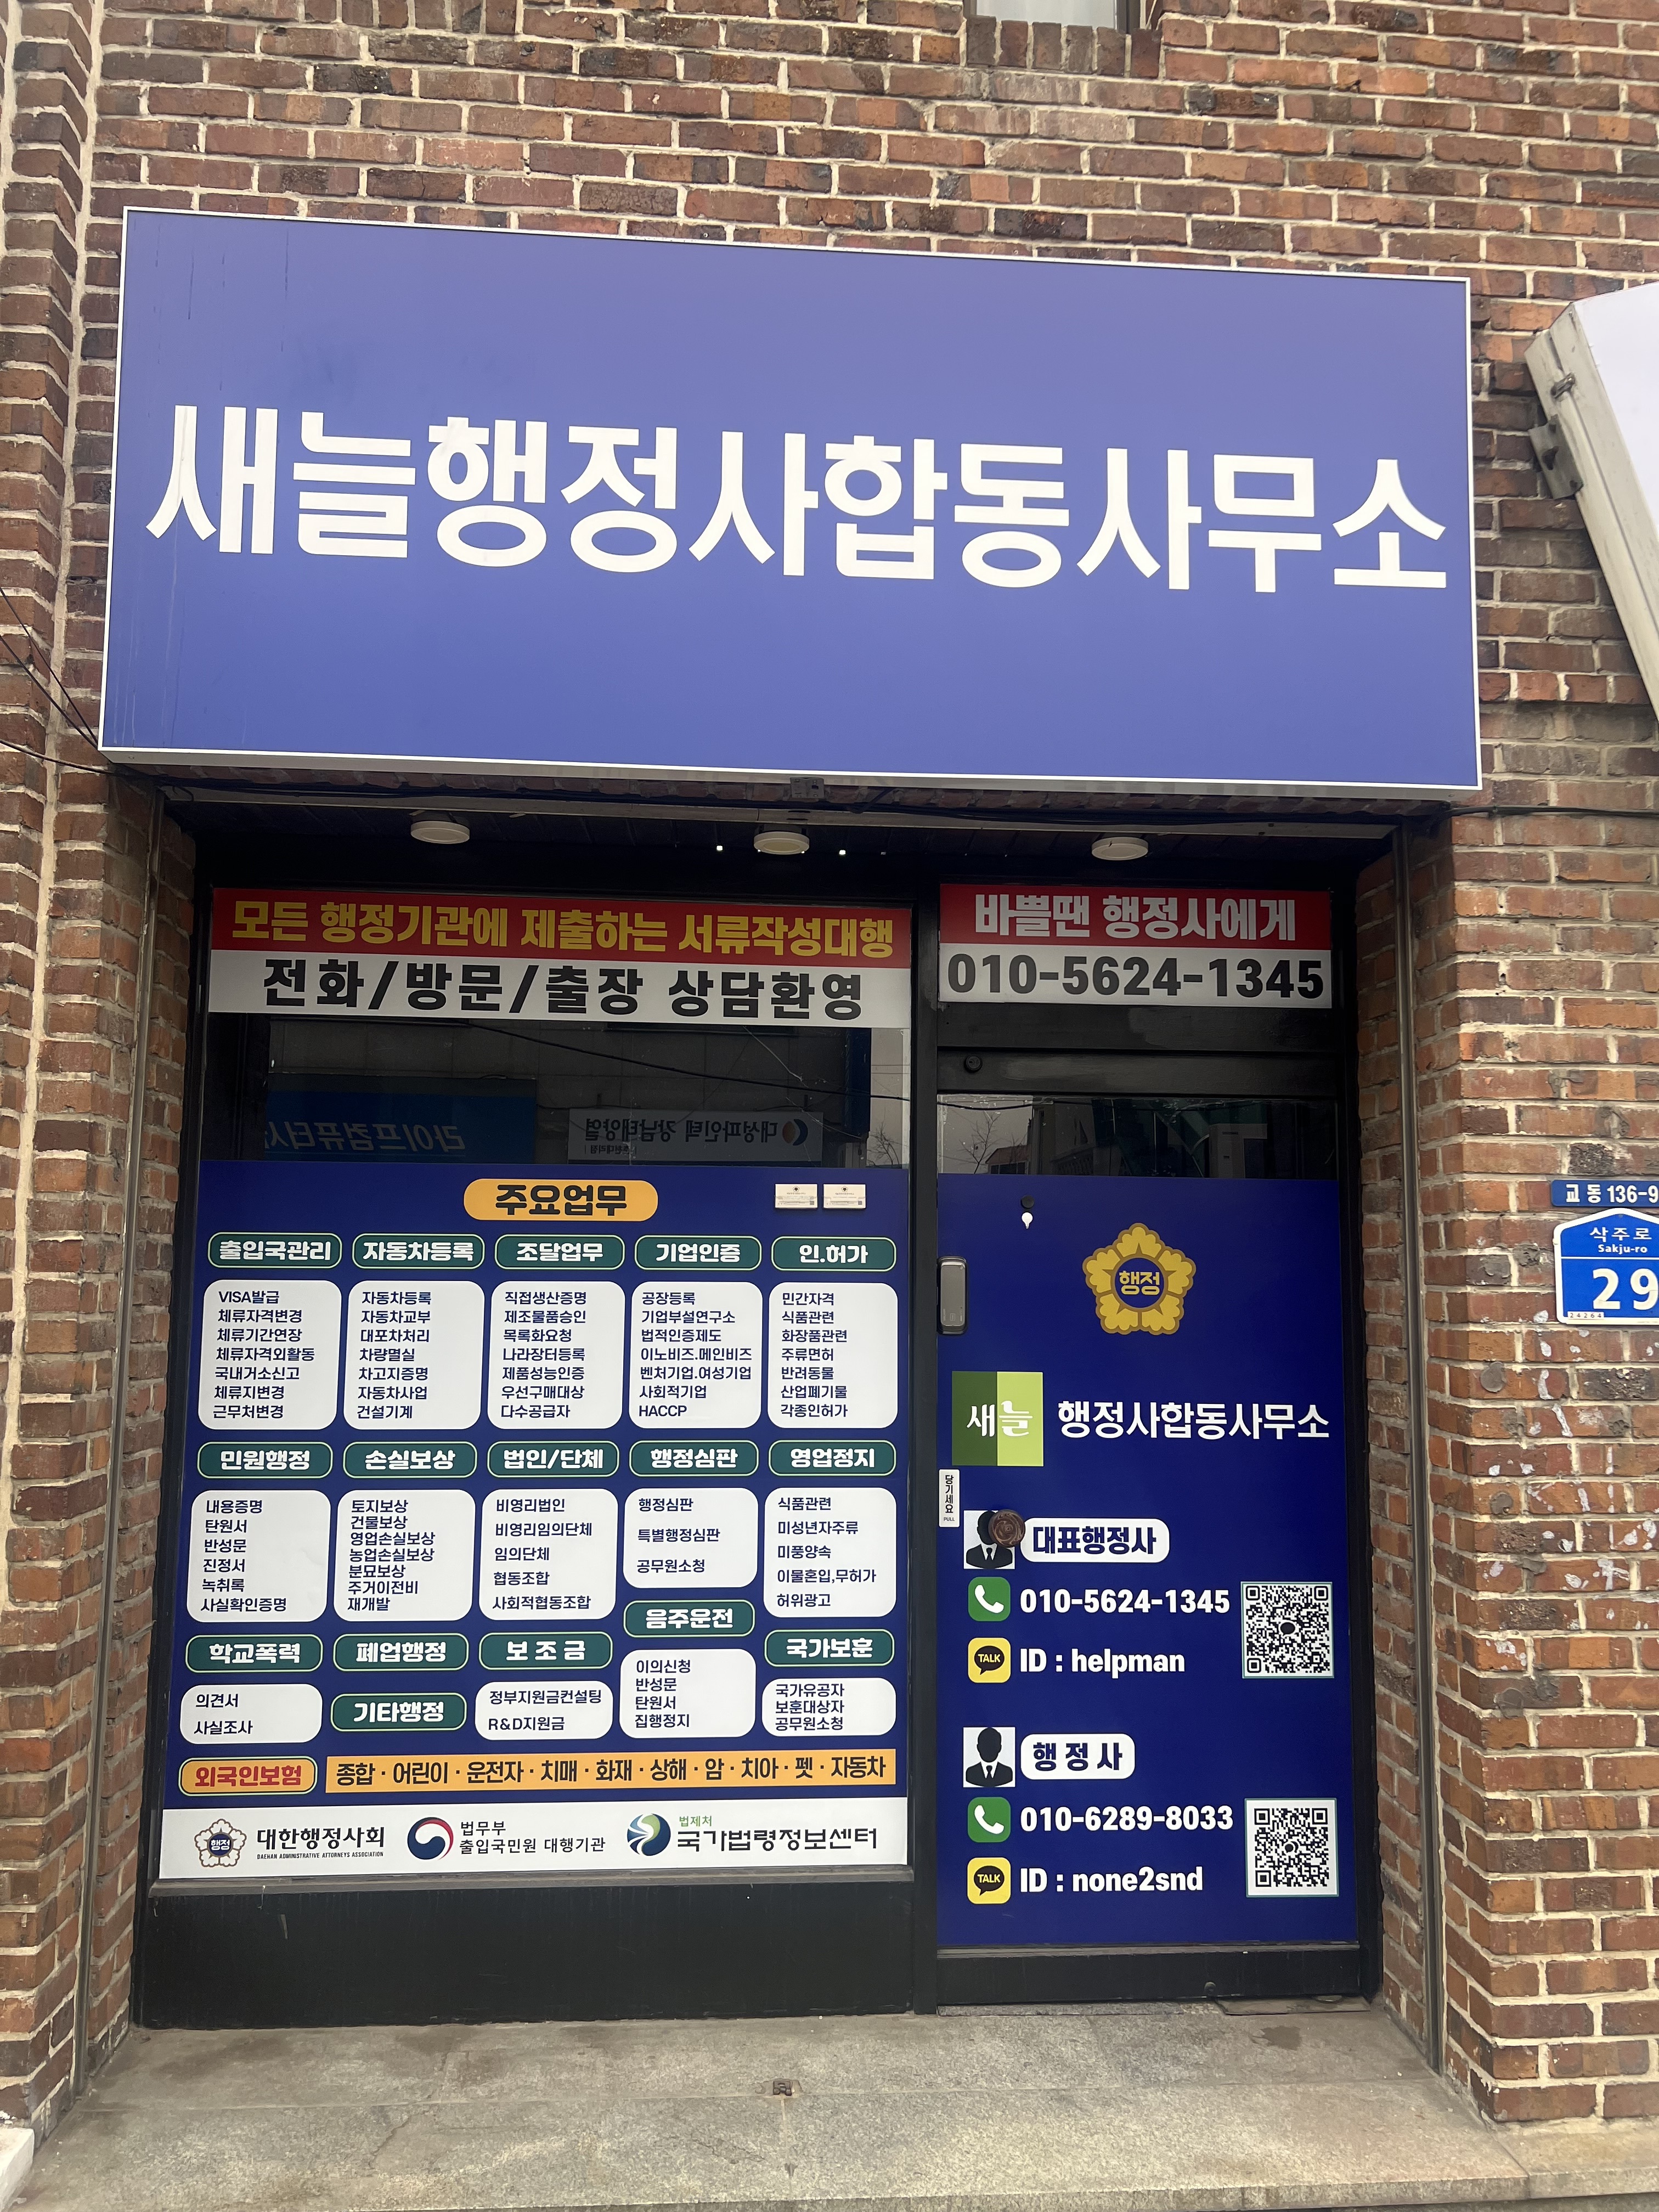 새늘행정사합동사무소
모든 행정기관에 제출하는 서류작성대행
전화/방문/출장 상담환영
바쁠땐 행정사에게
010-5624-1345
라이프컴퓨터
대성파인텍 강남태양열
주요업무
출입국관리
VISA발급
체류자격변경
체류기간연장
체류자격외활동
국내거소신고
체류지변경
근무처변경
자동차등록
자동차등록
자동차교부
대포차처리
차량멸실
차고지증명
자동차사업
건설기계
조달업무
직접생산증명
제조물품승인
목록화요청
나라장터등록
제품성능인증
우선구매대상
다수공급자
기업인증
공장등록
기업부설연구소
법적인증제도
이노비즈.메인비즈
벤처기업.여성기업
사회적기업
HACCP
인.허가
민간자격
식품관련
화장품관련
주류면허
반려동물
산업폐기물
각종인허가
민원행정
내용증명
탄원서
반성문
진정서
녹취록
사실확인증명
손실보상
토지보상
건물보상
영업손실보상
농업손실보상
분묘보상
주거이전비
재개발
법인/단체
비영리법인
비영리임의단체
임의단체
협동조합
사회적협동조합
행정심판
행정심판
특별행정심판
공무원소청
영업정지
식품관련
미성년자주류
미풍양속
이물혼입,무허가
허위광고
학교폭력
의견서
사실조사
폐업행정
기타행정
보조금
정부지원금컨설팅
R&D지원금
음주운전
이의신청
반성문
탄원서
집행정지
국가보훈
국가유공자
보훈대상자
공무원소청
외국인보험
종합·어린이·운전자·치매·화재·상해·암·치아·펫·자동차
행정
대한행정사회
DAEHAN ADMINISTRATIVE ATTORNEYS ASSOCIATION
법무부
출입국민원 대행기관
법제처
국가법령정보센터
행정
새늘 행정사합동사무소
당기세요
PULL
대표행정사
010-5624-1345
TALK ID : helpman
행정사
010-6289-8033
TALK ID : none2snd
교동 136-9
삭주로
Sakju-ro
29
24264